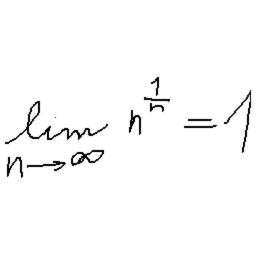 lim n^{1/n} = 1
n→∞